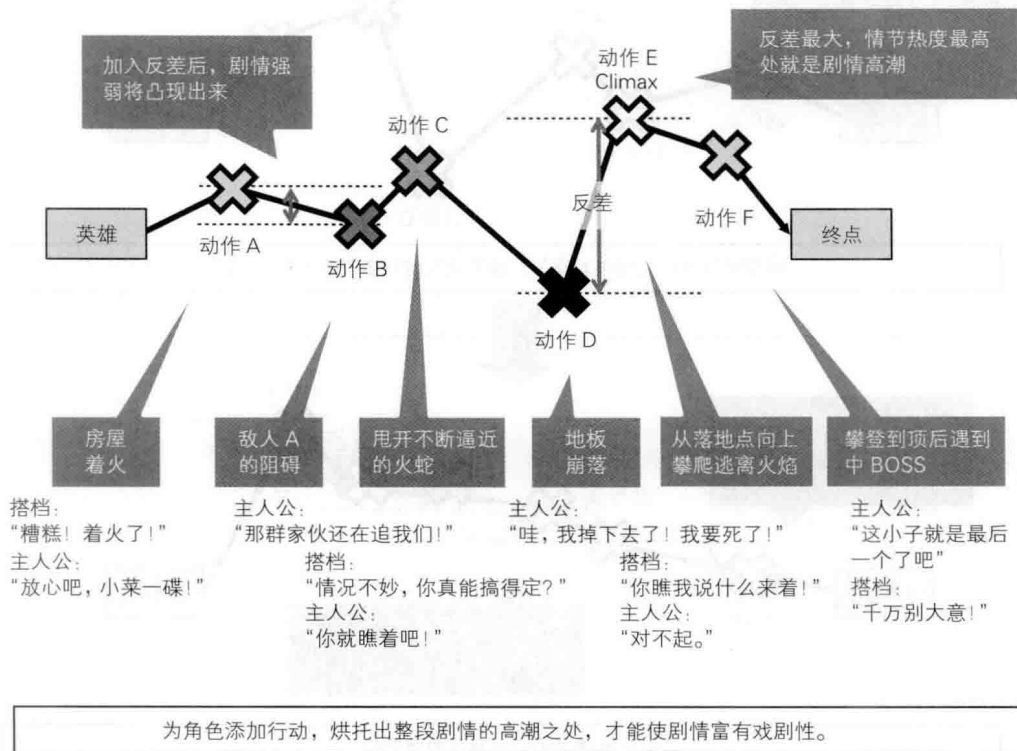 加入反差后，剧情强
弱将凸现出来
动作 C
动作 E
Climax
反差最大，情节热度最高
处就是剧情高潮
英雄
动作 A
动作 B
反差
动作 F
终点
动作 D
房屋
着火
敌人 A
的阻碍
甩开不断逼近
的火蛇
地板
崩落
从落地点向上
攀爬逃离火焰
攀登到顶后遇到
中 BOSS
搭档：
“糟糕！着火了！”
主人公：
“放心吧，小菜一碟！”
主人公：
“那群家伙还在追我们！”
搭档：
“情况不妙，你真能搞得定？”
主人公：
“你就瞧着吧！”
主人公：
“哇，我掉下去了！我要死了！”
搭档：
“你瞧我说什么来着！”
主人公：
“对不起。”
主人公：
“这小子就是最后
一个了吧”
搭档：
“千万别大意！”
为角色添加行动，烘托出整段剧情的高潮之处，才能使剧情富有戏剧性。